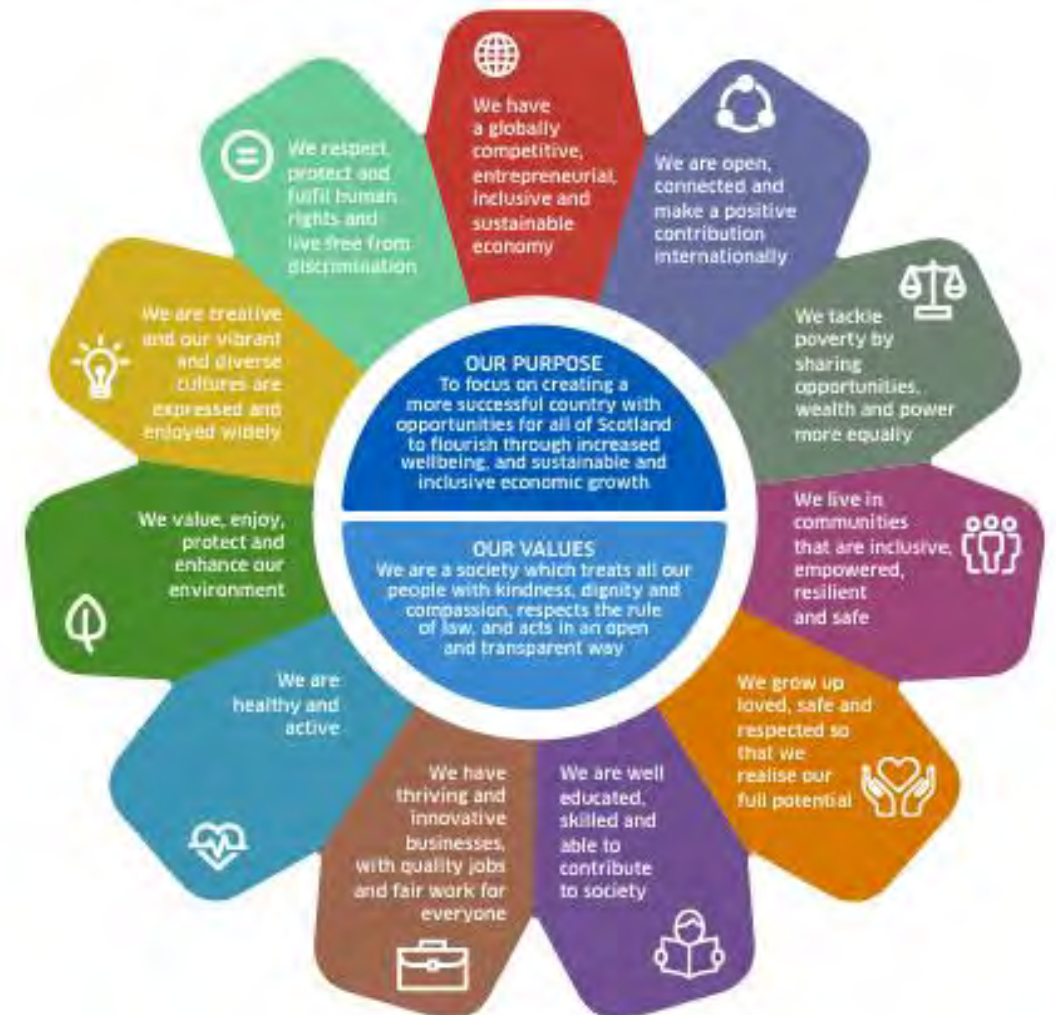 We have
a globally
competitive,
entrepreneurial,
inclusive and
sustainable
economy
We are open,
connected and
make a positive
contribution
internationally
We tackle
poverty by
sharing
opportunities,
wealth and power
more equally
We live in
communities
that are inclusive,
empowered,
resilient
and safe
We grow up
loved, safe and
respected so
that we
realise our
full potential
We are well
educated,
skilled and
able to
contribute
to society
We have
thriving and
innovative
businesses,
with quality jobs
and fair work for
everyone
We are
healthy and
active
We value, enjoy,
protect and
enhance our
environment
We are creative
and our vibrant
and diverse
cultures are
expressed and
enjoyed widely
We respect,
protect and
fulfil human
rights and
live free from
discrimination
OUR PURPOSE
To focus on creating a
more successful country with
opportunities for all of Scotland
to flourish through increased
wellbeing, and sustainable and
inclusive economic growth
OUR VALUES
We are a society which treats all our
people with kindness, dignity and
compassion, respects the rule
of law, and acts in an open
and transparent way